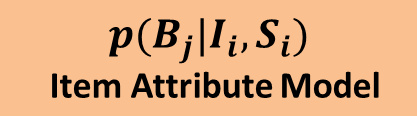 p(B_j|I_i, S_i)
Item Attribute Model